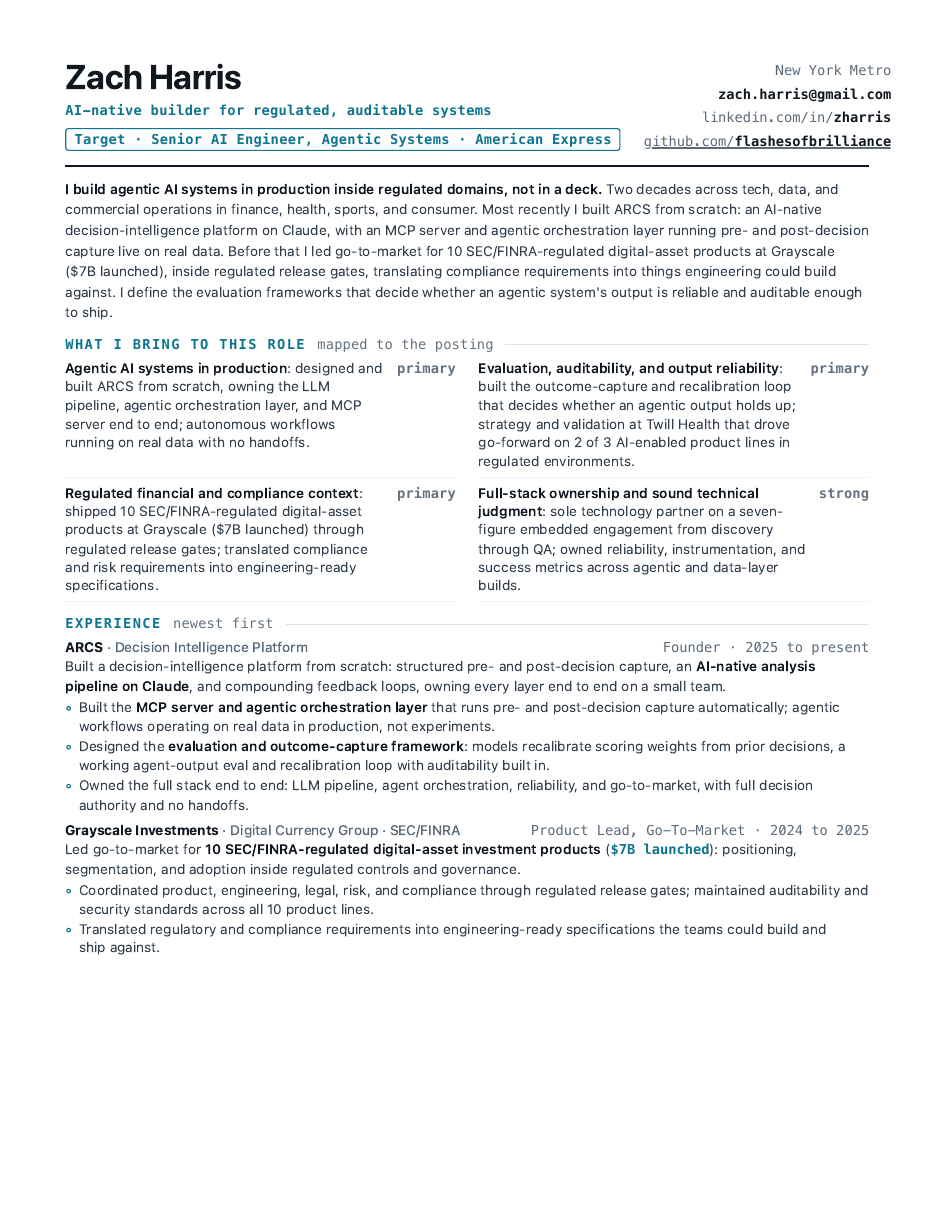 Zach Harris
AI-native builder for regulated, auditable systems
Target · Senior AI Engineer, Agentic Systems · American Express
New York Metro
zach.harris@gmail.com
linkedin.com/in/zharris
github.com/flashesofbrilliance
I build agentic AI systems in production inside regulated domains, not in a deck. Two decades across tech, data, and
commercial operations in finance, health, sports, and consumer. Most recently I built ARCS from scratch: an AI-native
decision-intelligence platform on Claude, with an MCP server and agentic orchestration layer running pre- and post-decision
capture live on real data. Before that I led go-to-market for 10 SEC/FINRA-regulated digital-asset products at Grayscale
($7B launched), inside regulated release gates, translating compliance requirements into things engineering could build
against. I define the evaluation frameworks that decide whether an agentic system's output is reliable and auditable enough
to ship.
WHAT I BRING TO THIS ROLE mapped to the posting
Agentic AI systems in production: designed and
built ARCS from scratch, owning the LLM
pipeline, agentic orchestration layer, and MCP
server end to end; autonomous workflows
running on real data with no handoffs.
primary
Evaluation, auditability, and output reliability:
built the outcome-capture and recalibration loop
that decides whether an agentic output holds up;
strategy and validation at Twill Health that drove
go-forward on 2 of 3 AI-enabled product lines in
regulated environments.
primary
Regulated financial and compliance context:
shipped 10 SEC/FINRA-regulated digital-asset
products at Grayscale ($7B launched) through
regulated release gates; translated compliance
and risk requirements into engineering-ready
specifications.
primary
Full-stack ownership and sound technical
judgment: sole technology partner on a seven-
figure embedded engagement from discovery
through QA; owned reliability, instrumentation, and
success metrics across agentic and data-layer
builds.
strong
EXPERIENCE newest first
ARCS · Decision Intelligence Platform
Founder · 2025 to present
Built a decision-intelligence platform from scratch: structured pre- and post-decision capture, an AI-native analysis
pipeline on Claude, and compounding feedback loops, owning every layer end to end on a small team.
Built the MCP server and agentic orchestration layer that runs pre- and post-decision capture automatically; agentic
workflows operating on real data in production, not experiments.
Designed the evaluation and outcome-capture framework: models recalibrate scoring weights from prior decisions, a
working agent-output eval and recalibration loop with auditability built in.
Owned the full stack end to end: LLM pipeline, agent orchestration, reliability, and go-to-market, with full decision
authority and no handoffs.
Grayscale Investments · Digital Currency Group · SEC/FINRA
Product Lead, Go-To-Market · 2024 to 2025
Led go-to-market for 10 SEC/FINRA-regulated digital-asset investment products ($7B launched): positioning,
segmentation, and adoption inside regulated controls and governance.
Coordinated product, engineering, legal, risk, and compliance through regulated release gates; maintained auditability and
security standards across all 10 product lines.
Translated regulatory and compliance requirements into engineering-ready specifications the teams could build and
ship against.